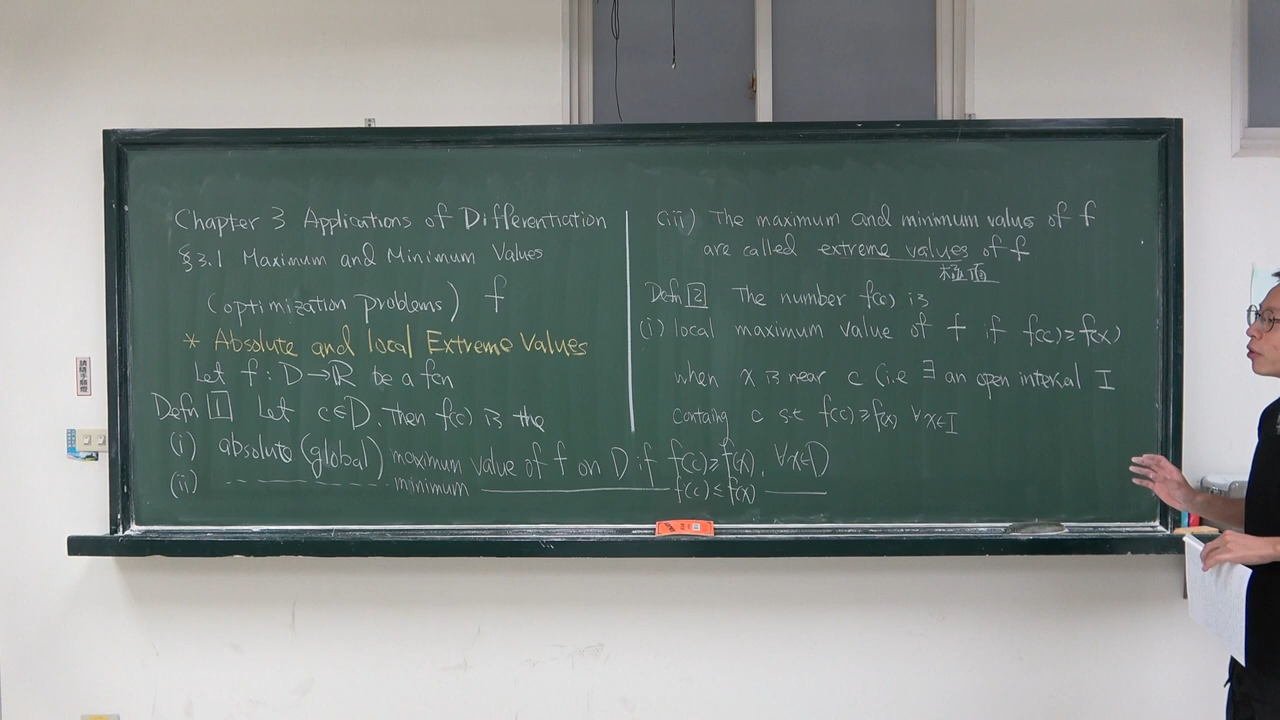 Chapter 3 Applications of Differentiation
§3.1 Maximum and Minimum Values
(optimization problems) f
* Absolute and local Extreme Values
Let f : D→ℝ be a fcn
Defn [1] Let c∈D, then f(c) is the
(i) absolute (global) maximum value of f on D if f(c)≥f(x), ∀x∈D
(ii) ---------- minimum ———— f(c)≤f(x) ——
(iii) The maximum and minimum values of f
are called extreme values of f
極值
Defn [2] The number f(c) is
(i) local maximum value of f if f(c)≥f(x)
when x is near c (i.e ∃ an open interval I
containg c s.t f(c)≥f(x) ∀x∈I